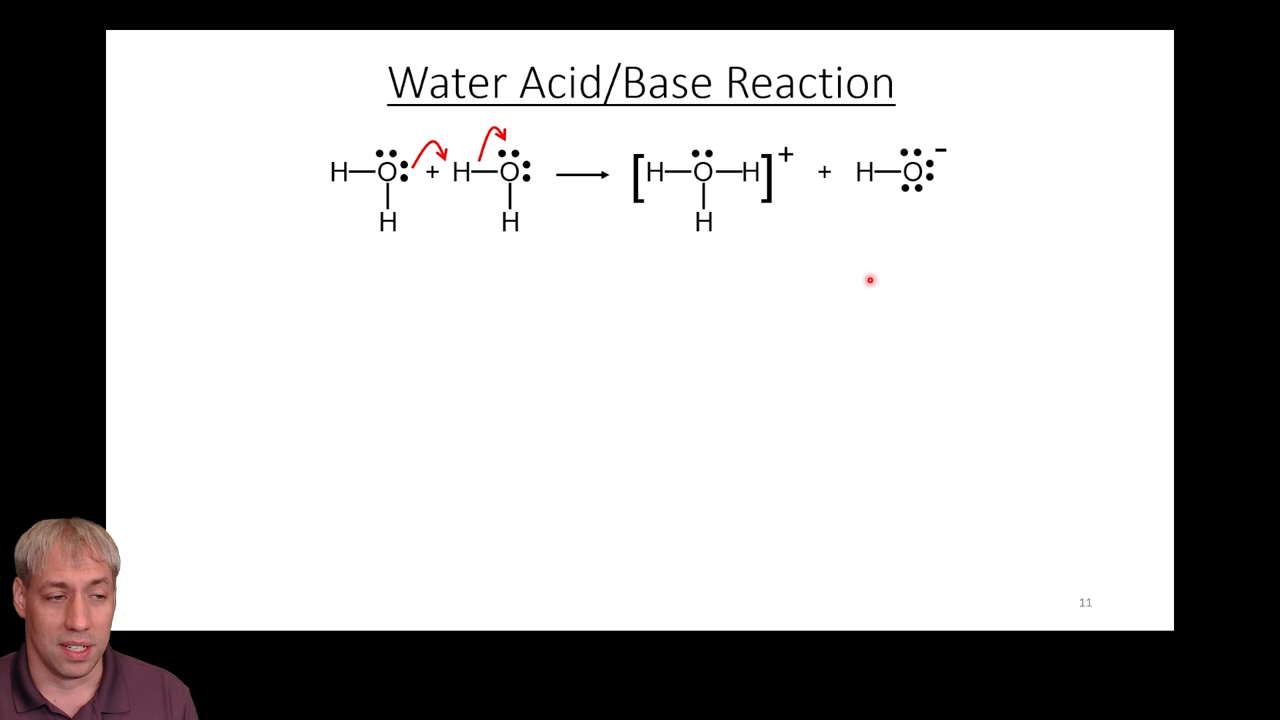 Water Acid/Base Reaction
H—O: + H—O: ⟶ [H—O—H]+ + H—O:-
H H H
11